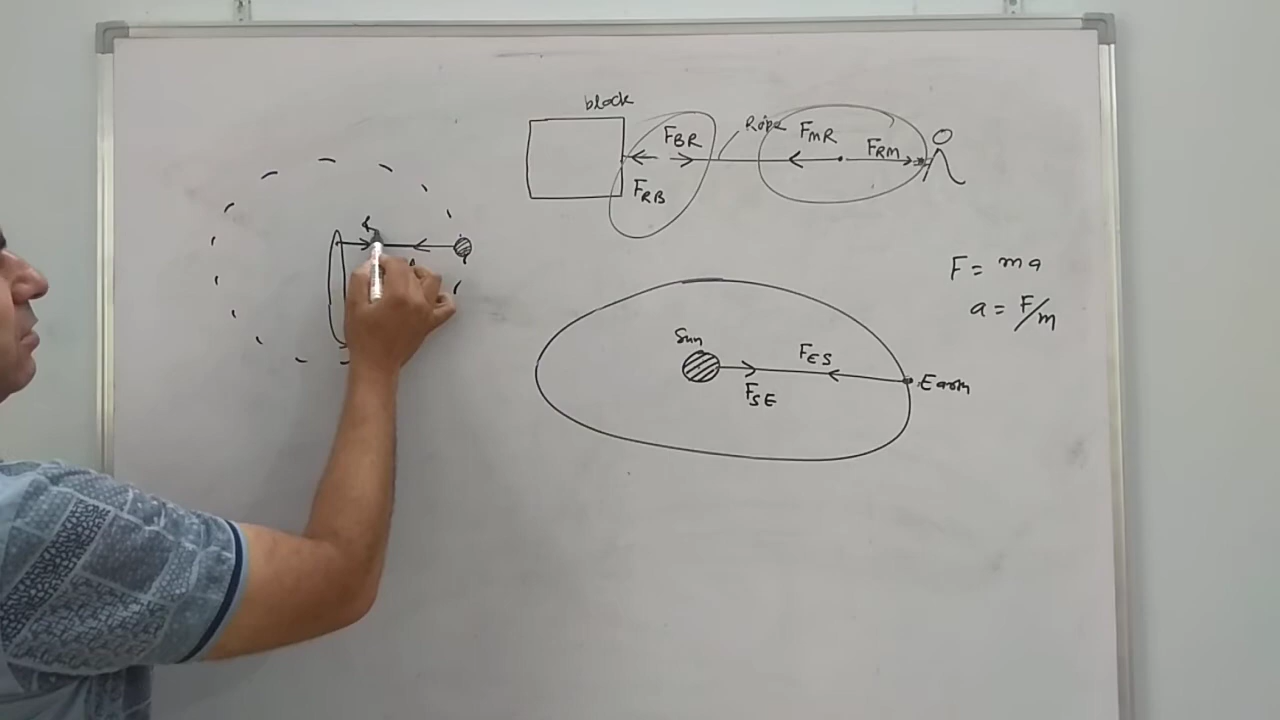 block
F_BR
F_RB
Rope
F_MR
F_RM
F = ma
a = F/m
Sun
F_ES
F_SE
Earth